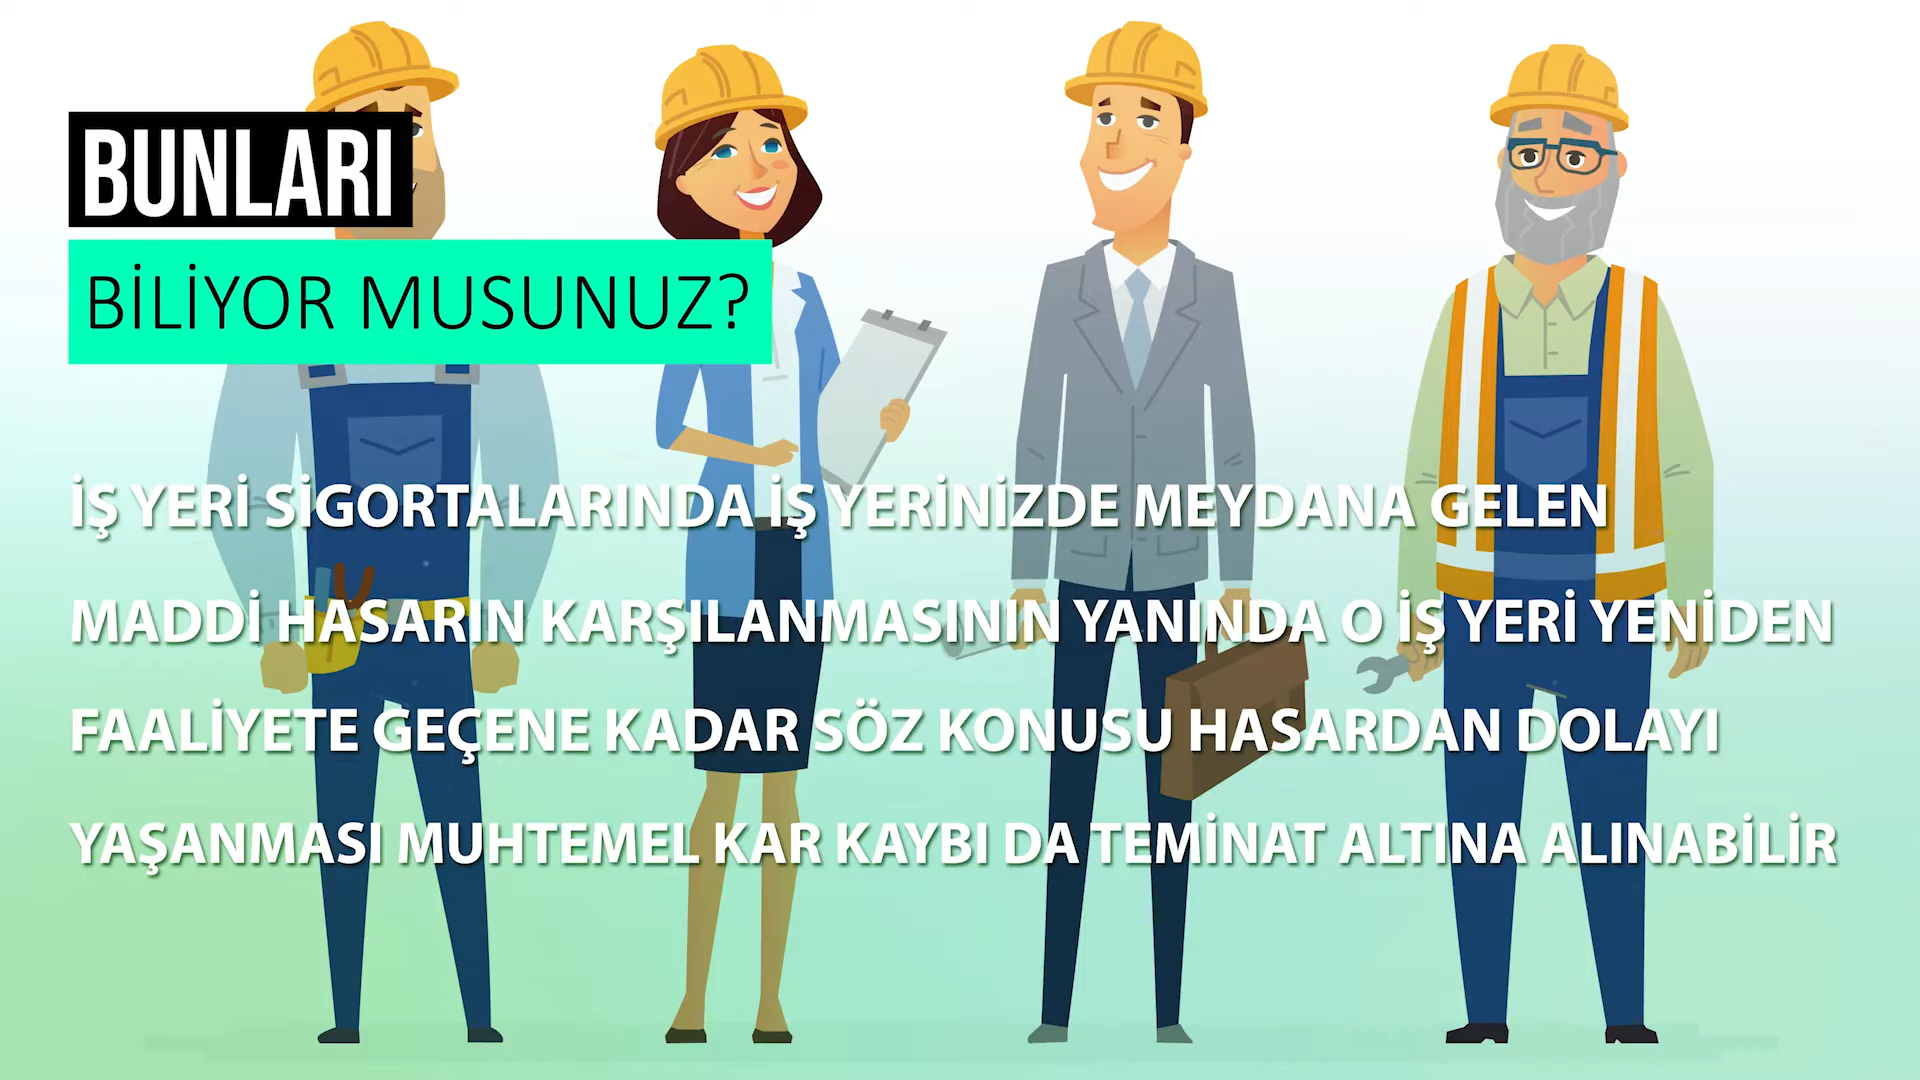 BUNLARI
BİLİYOR MUSUNUZ?
İŞ YERİ SİGORTALARINDA İŞ YERİNİZDE MEYDANA GELEN
MADDİ HASARIN KARŞILANMASININ YANINDA O İŞ YERİ YENİDEN
FAALİYETE GEÇENE KADAR SÖZ KONUSU HASARDAN DOLAYI
YAŞANMASI MUHTEMEL KAR KAYBI DA TEMİNAT ALTINA ALINABİLİR